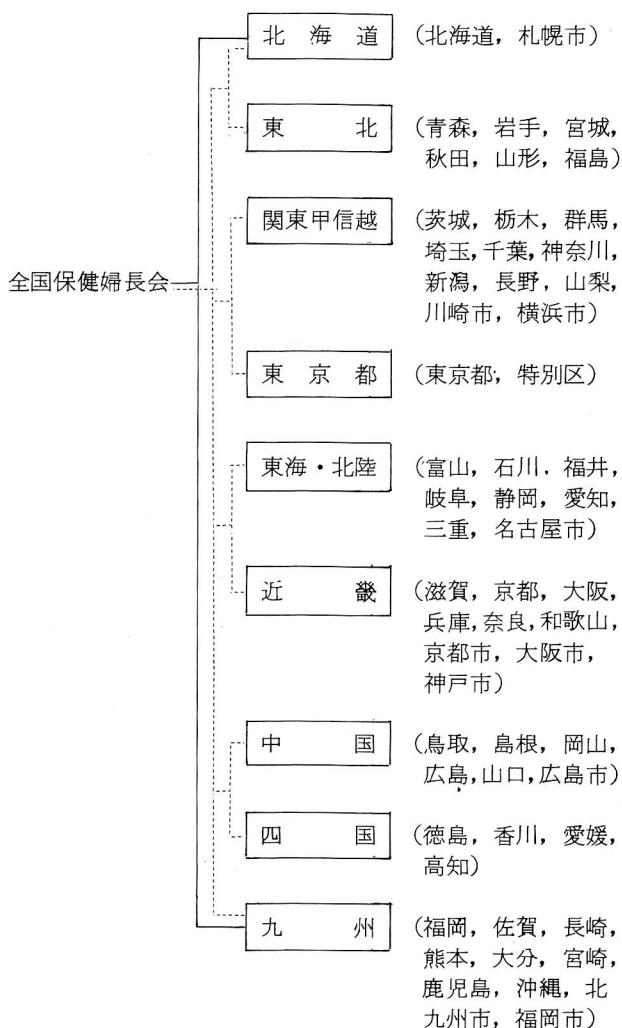 北海道 (北海道，札幌市)
東北 (青森，岩手，宮城，
秋田，山形，福島)
関東甲信越 (茨城，栃木，群馬，
埼玉，千葉，神奈川，
全国保健婦長会 新潟，長野，山梨，
川崎市，横浜市)
東京都 (東京都，特別区)
東海・北陸 (富山，石川，福井，
岐阜，静岡，愛知，
三重，名古屋市)
近畿 (滋賀，京都，大阪，
兵庫，奈良，和歌山，
京都市，大阪市，
神戸市)
中国 (鳥取，島根，岡山，
広島，山口，広島市)
四国 (徳島，香川，愛媛，
高知)
九州 (福岡，佐賀，長崎，
熊本，大分，宮崎，
鹿児島，沖縄，北
九州市，福岡市)